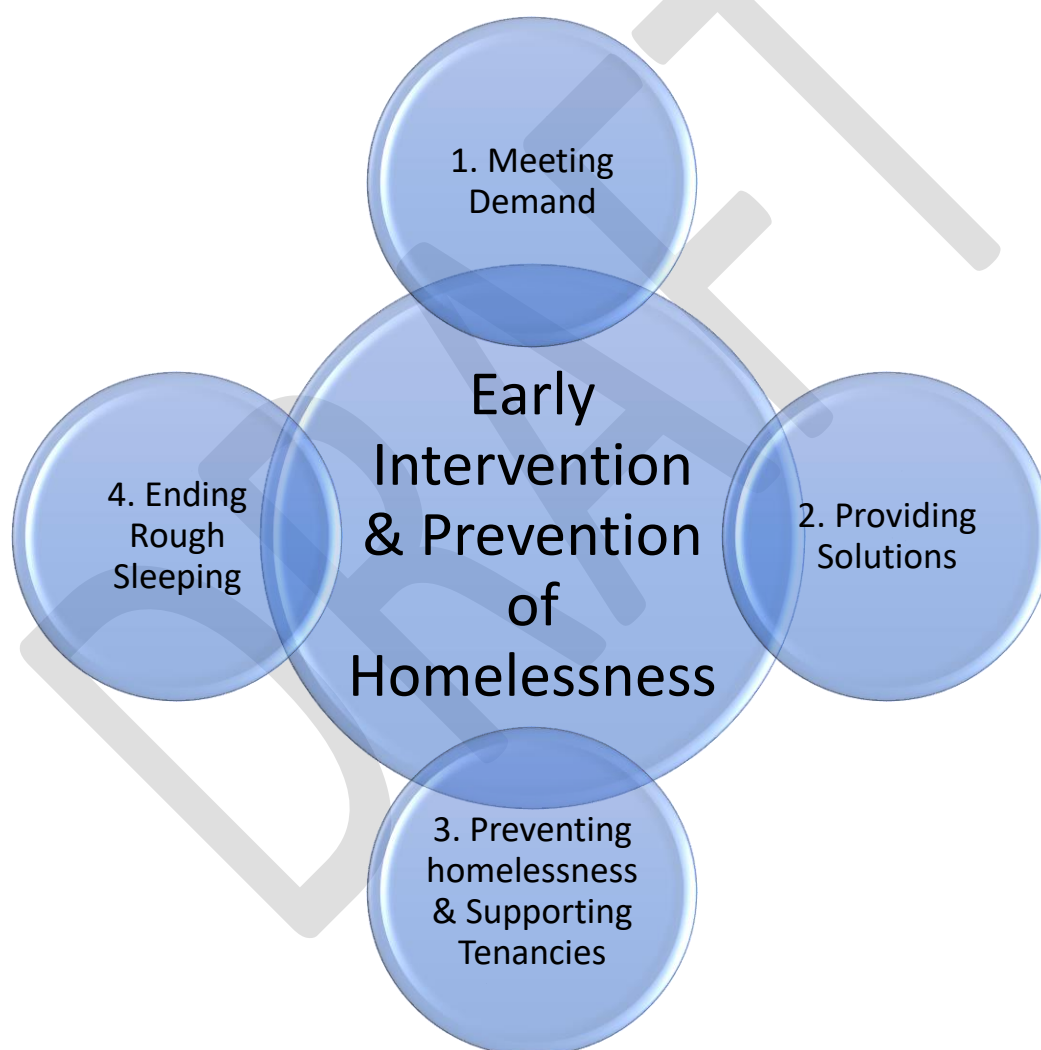 1. Meeting
Demand
Early
Intervention
& Prevention
of
Homelessness
2. Providing
Solutions
3. Preventing
homelessness
& Supporting
Tenancies
4. Ending
Rough
Sleeping
DRAFT